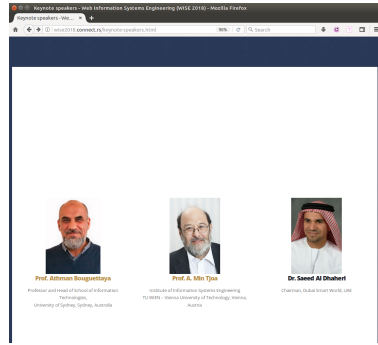 Keynote speakers - Web Information Systems Engineering (WISE 2018) - Mozilla Firefox
Keynote speakers - We...
wise2018.connect.rs/keynote-speakers.html
90%
Search
Prof. Athman Bouguettaya
Professor and Head of School of Information
Technologies,
University of Sydney, Sydney, Australia
Prof. A. Min Tjoa
Institute of Information Systems Engineering
TU WIEN - Vienna University of Technology, Vienna,
Austria
Dr. Saeed Al Dhaheri
Chairman, Dubai Smart World, UAE